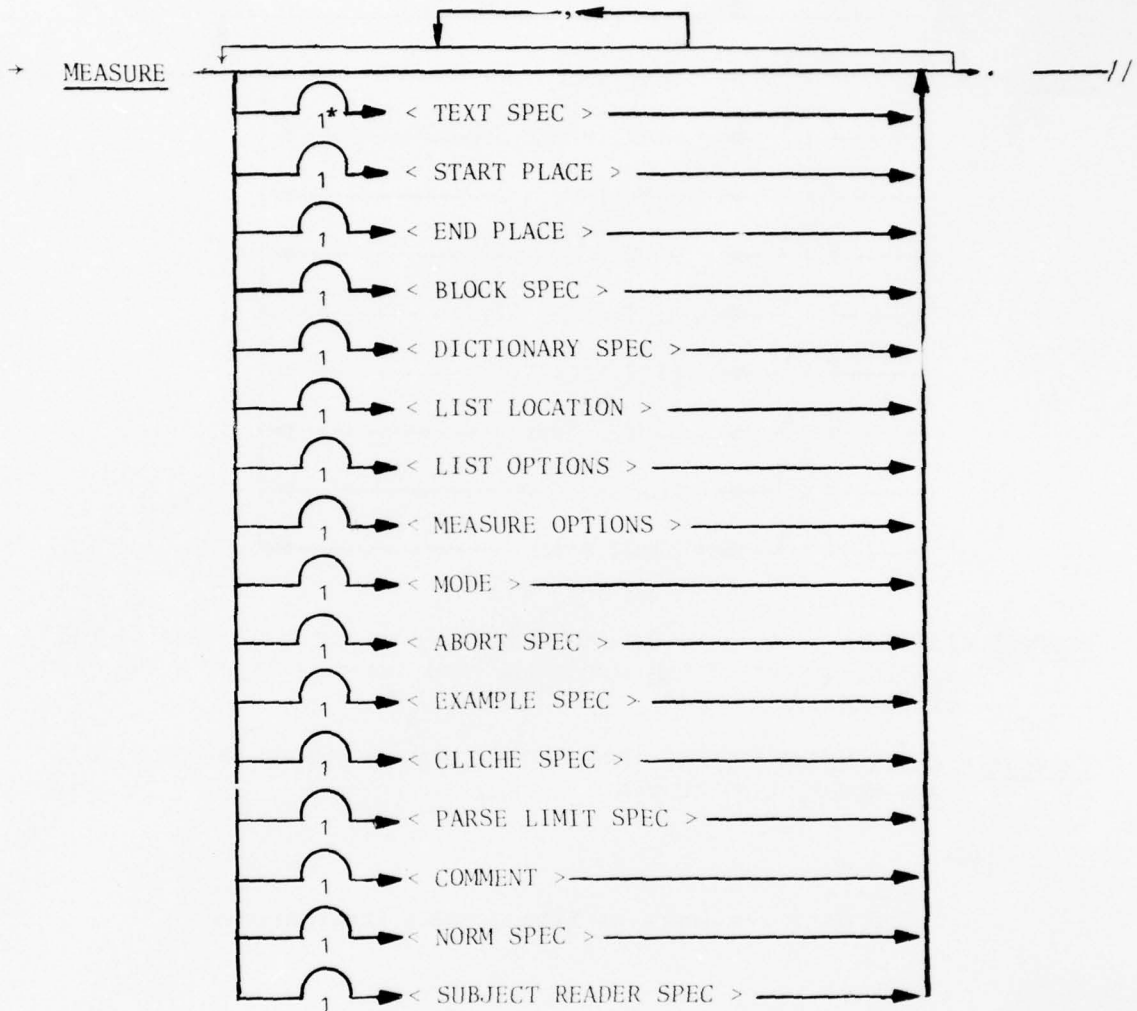 ,
→ MEASURE . //
1* < TEXT SPEC >
1 < START PLACE >
1 < END PLACE >
1 < BLOCK SPEC >
1 < DICTIONARY SPEC >
1 < LIST LOCATION >
1 < LIST OPTIONS >
1 < MEASURE OPTIONS >
1 < MODE >
1 < ABORT SPEC >
1 < EXAMPLE SPEC >
1 < CLICHE SPEC >
1 < PARSE LIMIT SPEC >
1 < COMMENT >
1 < NORM SPEC >
1 < SUBJECT READER SPEC >